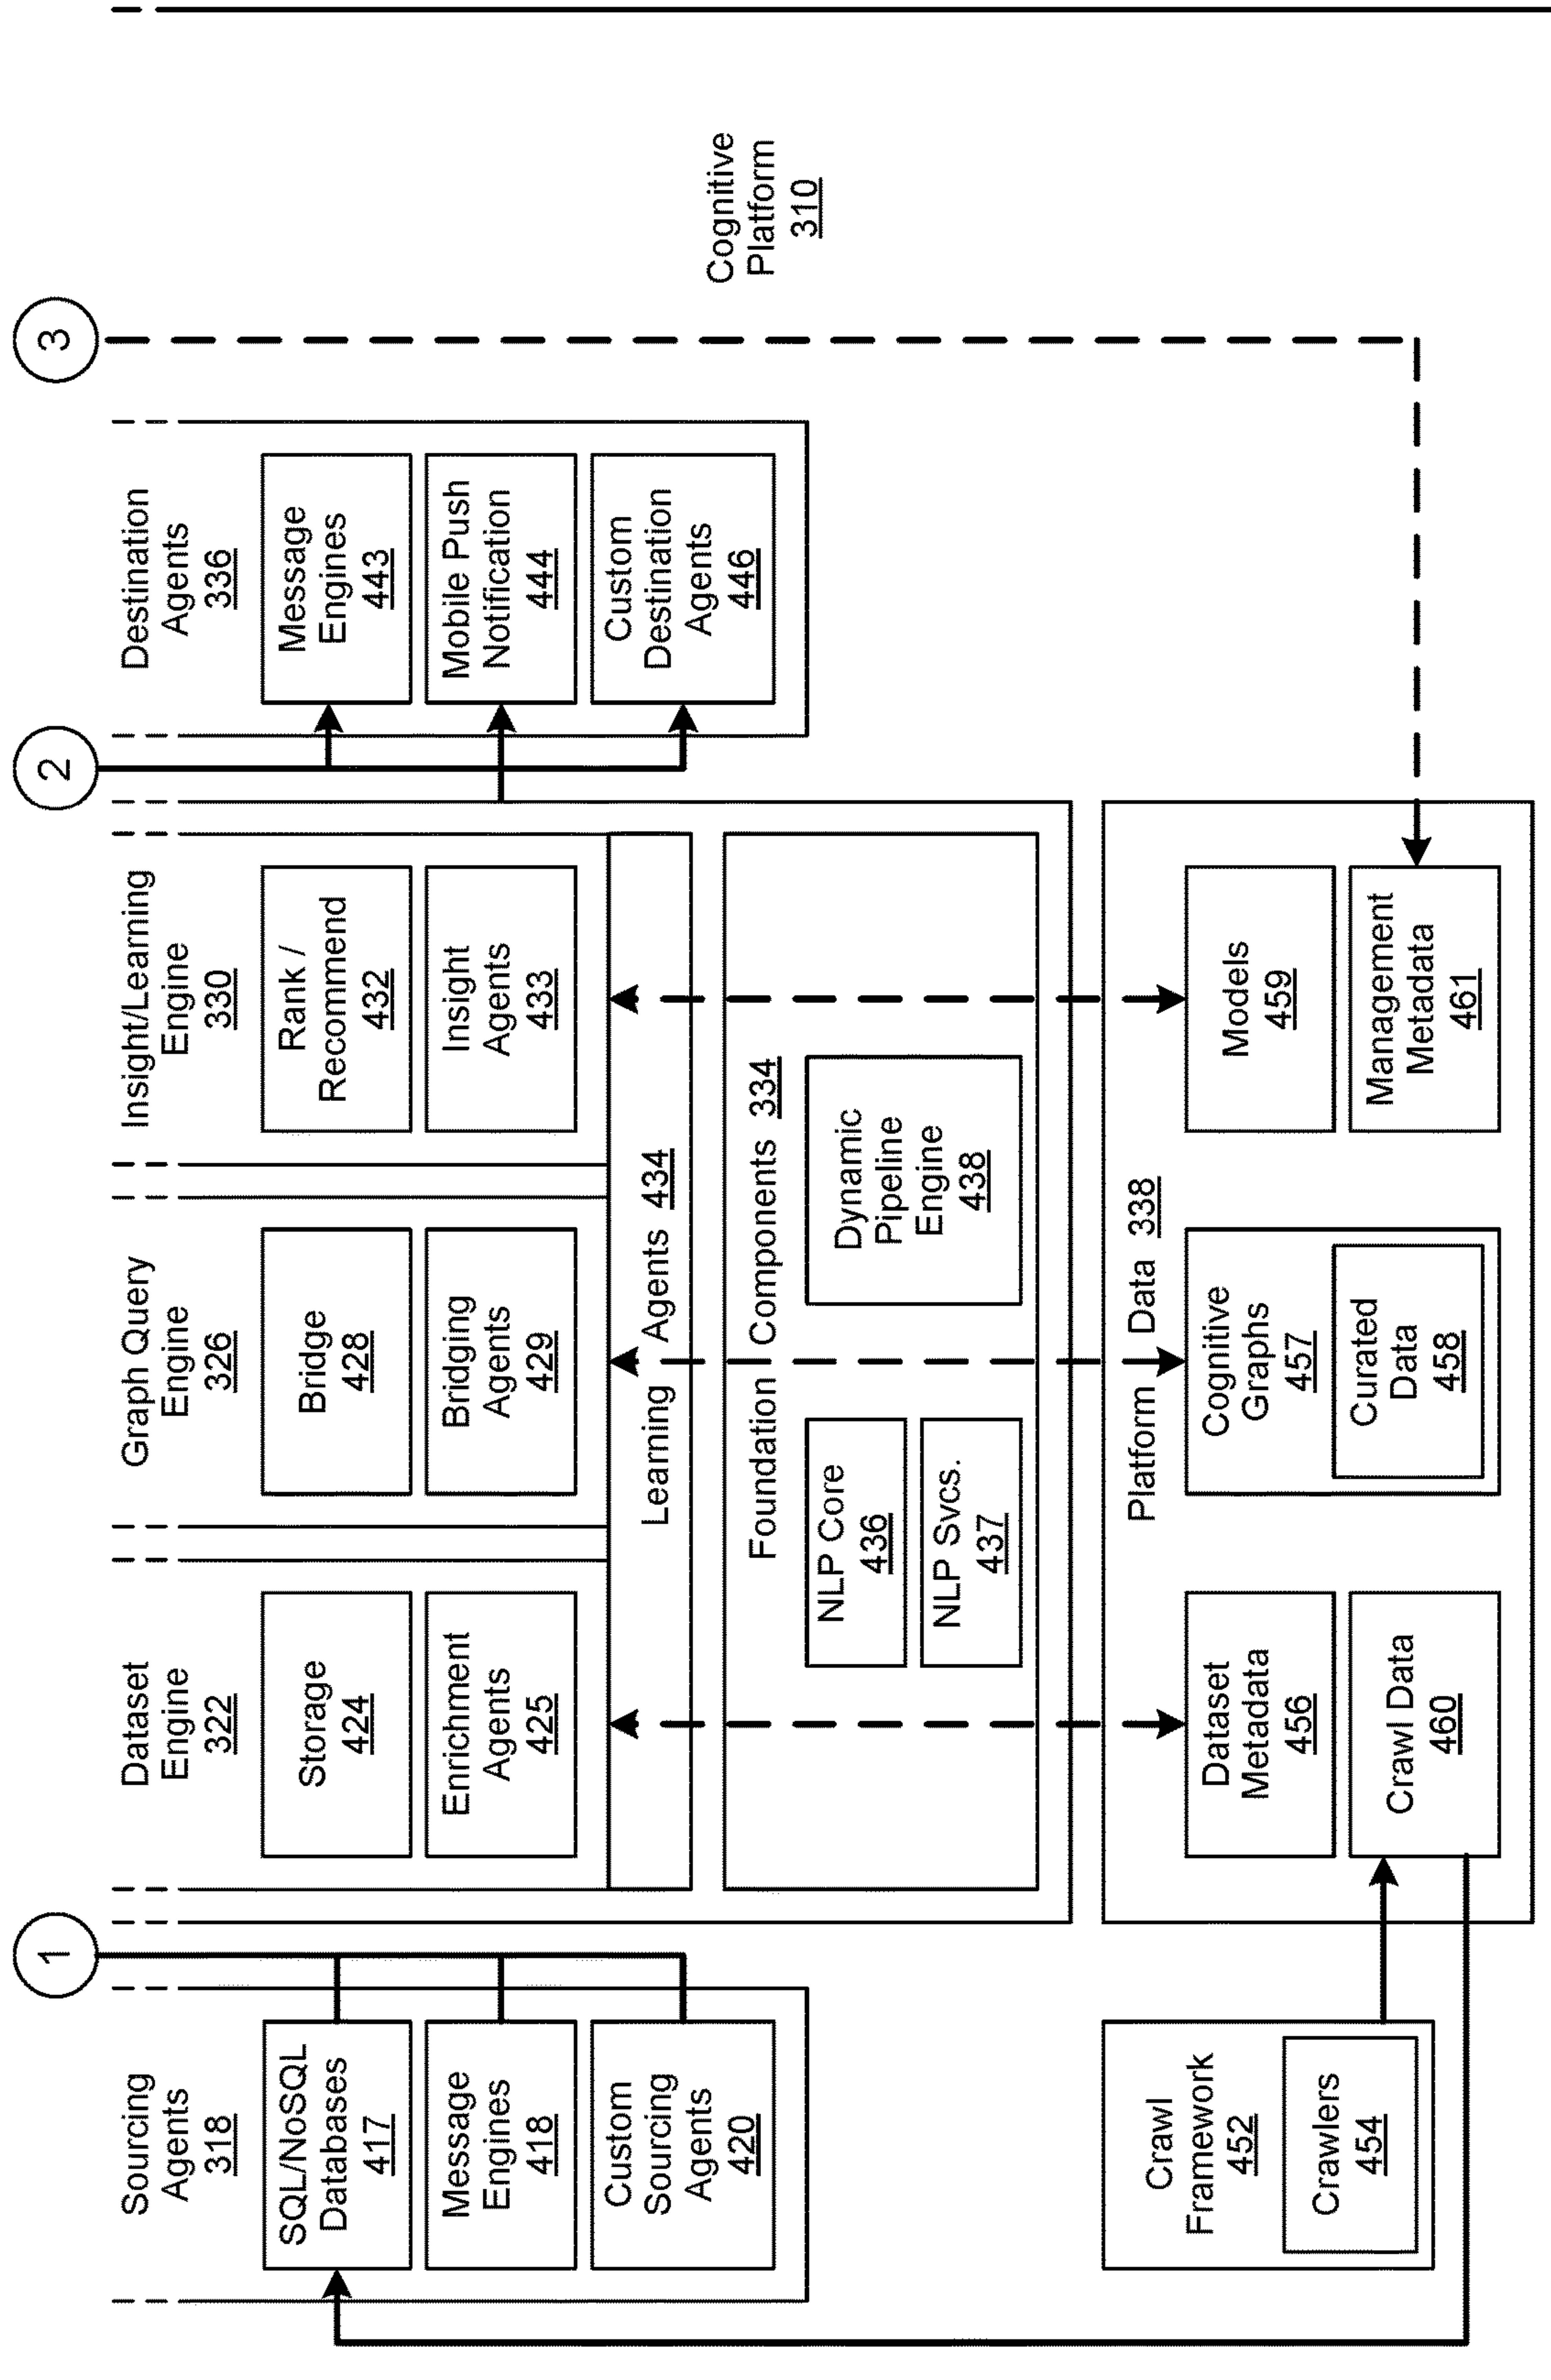 1
2
3
Sourcing
Agents
318
SQL/NoSQL
Databases
417
Message
Engines
418
Custom
Sourcing
Agents
420
Dataset
Engine
322
Storage
424
Enrichment
Agents
425
Graph Query
Engine
326
Bridge
428
Bridging
Agents
429
Insight/Learning
Engine
330
Rank /
Recommend
432
Insight
Agents
433
Learning Agents 434
Foundation Components 334
NLP Core
436
NLP Svcs.
437
Dynamic
Pipeline
Engine
438
Destination
Agents
336
Message
Engines
443
Mobile Push
Notification
444
Custom
Destination
Agents
446
Cognitive
Platform
310
Crawl
Framework
452
Crawlers
454
Platform Data 338
Dataset
Metadata
456
Crawl Data
460
Cognitive
Graphs
457
Curated
Data
458
Models
459
Management
Metadata
461